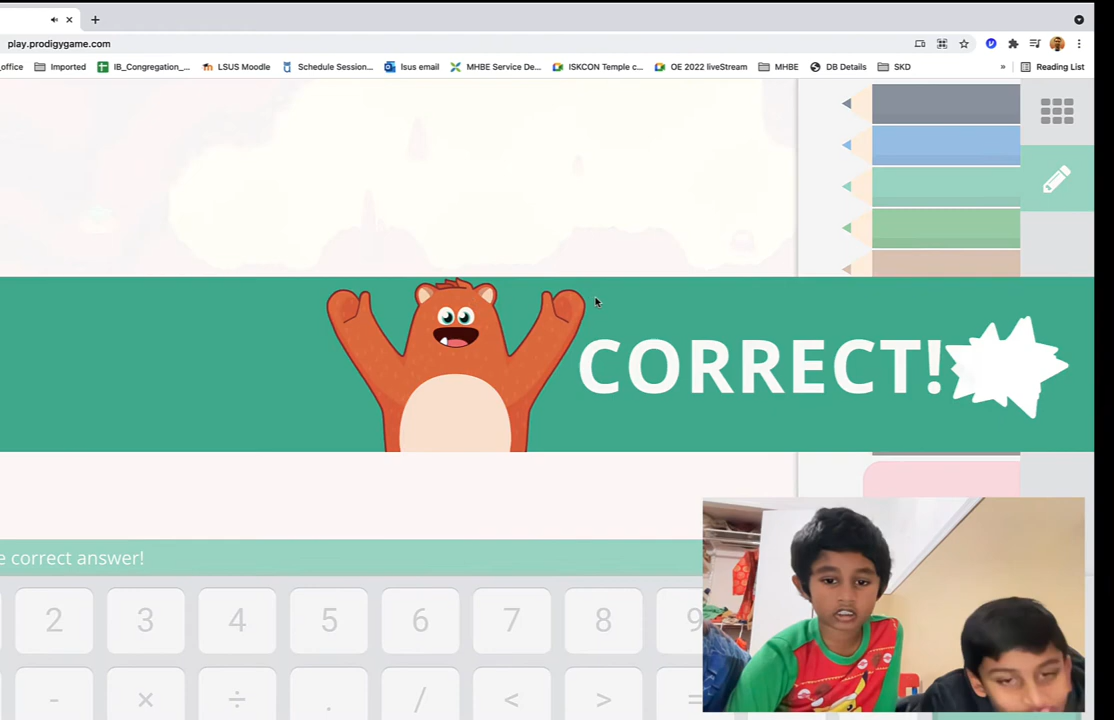 play.prodigygame.com
office Imported IB_Congregation_... LSUS Moodle Schedule Session... lsus email MHBE Service De... ISKCON Temple c... OE 2022 liveStream MHBE DB Details SKD » Reading List
CORRECT!
e correct answer!
2 3 4 5 6 7 8 9
- × ÷ . / < > =